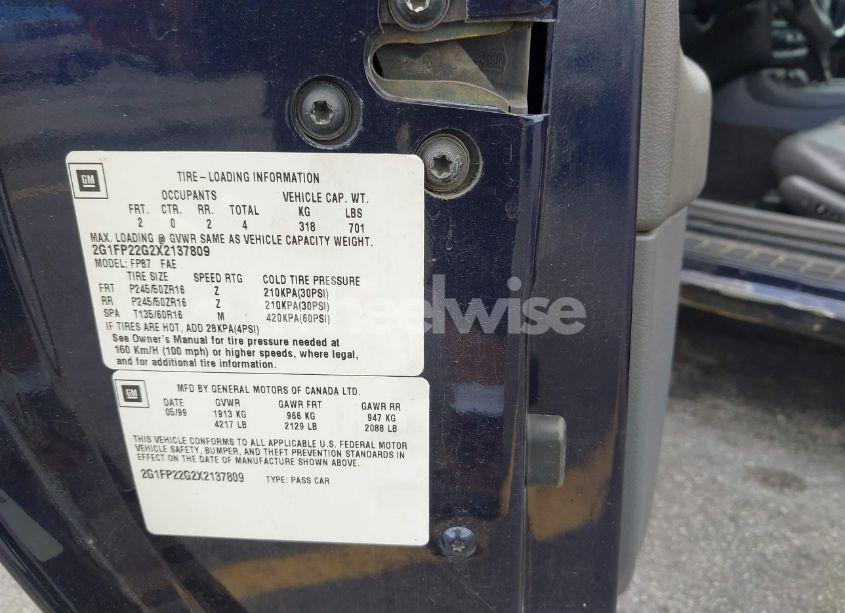 GM
TIRE-LOADING INFORMATION
OCCUPANTS VEHICLE CAP. WT.
FRT. CTR. RR. TOTAL KG LBS
2 0 2 4 318 701
MAX. LOADING @ GVWR SAME AS VEHICLE CAPACITY WEIGHT.
2G1FP22G2X2137809
MODEL: FP87 FAE
TIRE SIZE SPEED RTG COLD TIRE PRESSURE
FRT P245/50ZR16 Z 210KPA(30PSI)
RR P245/50ZR16 Z 210KPA(30PSI)
SPA T135/60R16 M 420KPA(60PSI)
IF TIRES ARE HOT, ADD 28KPA(4PSI)
See Owner's Manual for tire pressure needed at
160 Km/H (100 mph) or higher speeds, where legal,
and for additional tire information.
GM
MFD BY GENERAL MOTORS OF CANADA LTD.
DATE GVWR GAWR FRT GAWR RR
05/99 1913 KG 966 KG 947 KG
4217 LB 2129 LB 2088 LB
THIS VEHICLE CONFORMS TO ALL APPLICABLE U.S. FEDERAL MOTOR
VEHICLE SAFETY, BUMPER, AND THEFT PREVENTION STANDARDS IN
EFFECT ON THE DATE OF MANUFACTURE SHOWN ABOVE.
2G1FP22G2X2137809 TYPE: PASS CAR